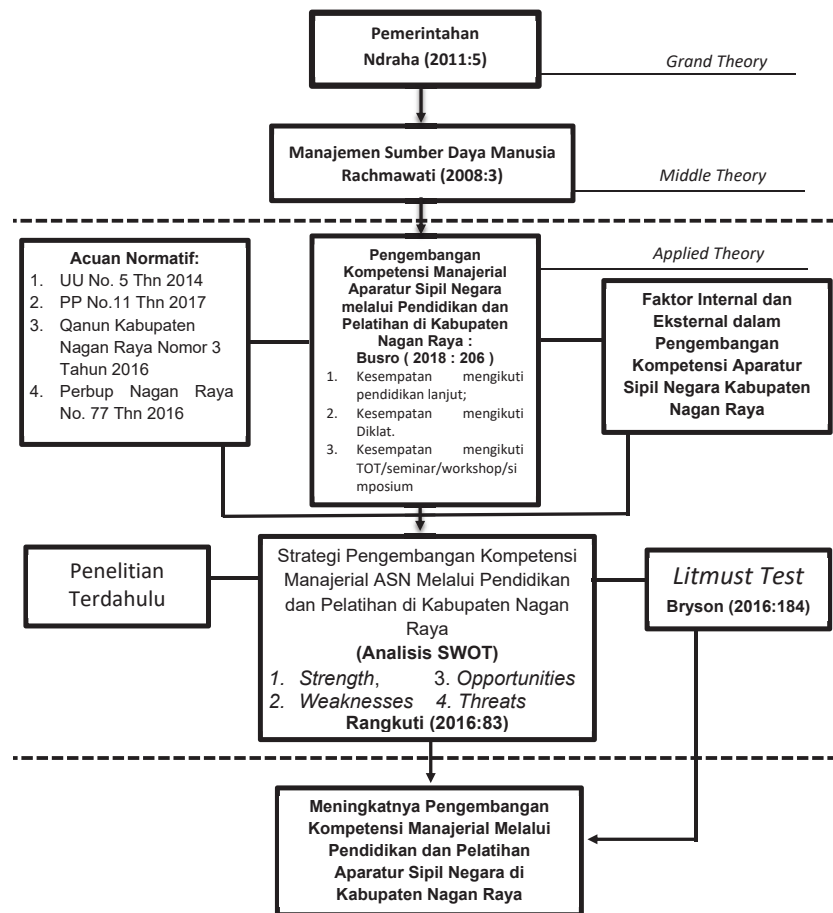 Pemerintahan
Ndraha (2011:5)
Grand Theory
Manajemen Sumber Daya Manusia
Rachmawati (2008:3)
Middle Theory
Acuan Normatif:
1. UU No. 5 Thn 2014
2. PP No.11 Thn 2017
3. Qanun Kabupaten
Nagan Raya Nomor 3
Tahun 2016
4. Perbup Nagan Raya
No. 77 Thn 2016
Pengembangan
Kompetensi Manajerial
Aparatur Sipil Negara
melalui Pendidikan dan
Pelatihan di Kabupaten
Nagan Raya :
Busro ( 2018 : 206 )
1. Kesempatan mengikuti
pendidikan lanjut;
2. Kesempatan mengikuti
Diklat.
3. Kesempatan mengikuti
TOT/seminar/workshop/si
mposium
Applied Theory
Faktor Internal dan
Eksternal dalam
Pengembangan
Kompetensi Aparatur
Sipil Negara Kabupaten
Nagan Raya
Penelitian
Terdahulu
Strategi Pengembangan Kompetensi
Manajerial ASN Melalui Pendidikan
dan Pelatihan di Kabupaten Nagan
Raya
(Analisis SWOT)
1. Strength, 3. Opportunities
2. Weaknesses 4. Threats
Rangkuti (2016:83)
Litmust Test
Bryson (2016:184)
Meningkatnya Pengembangan
Kompetensi Manajerial Melalui
Pendidikan dan Pelatihan
Aparatur Sipil Negara di
Kabupaten Nagan Raya